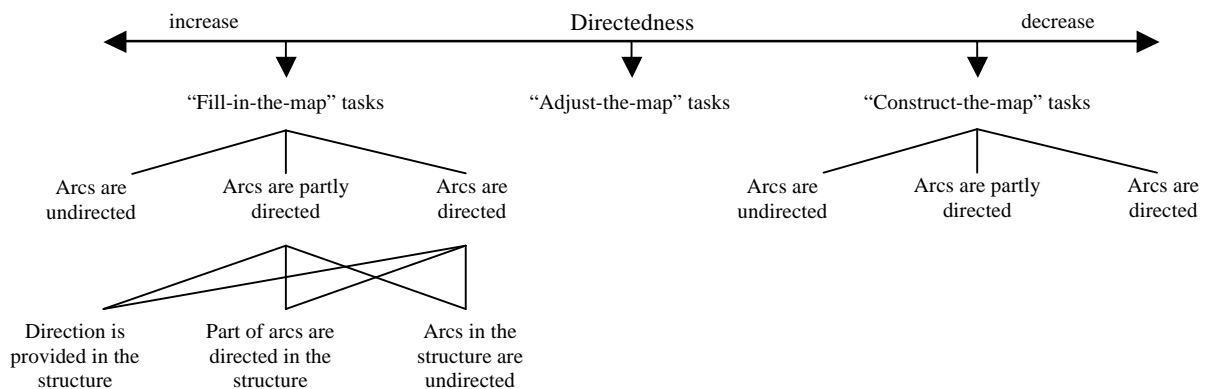 increase Directedness decrease
“Fill-in-the-map” tasks “Adjust-the-map” tasks “Construct-the-map” tasks
Arcs are
undirected
Arcs are partly
directed
Arcs are
directed
Arcs are
undirected
Arcs are partly
directed
Arcs are
directed
Direction is
provided in the
structure
Part of arcs are
directed in the
structure
Arcs in the
structure are
undirected